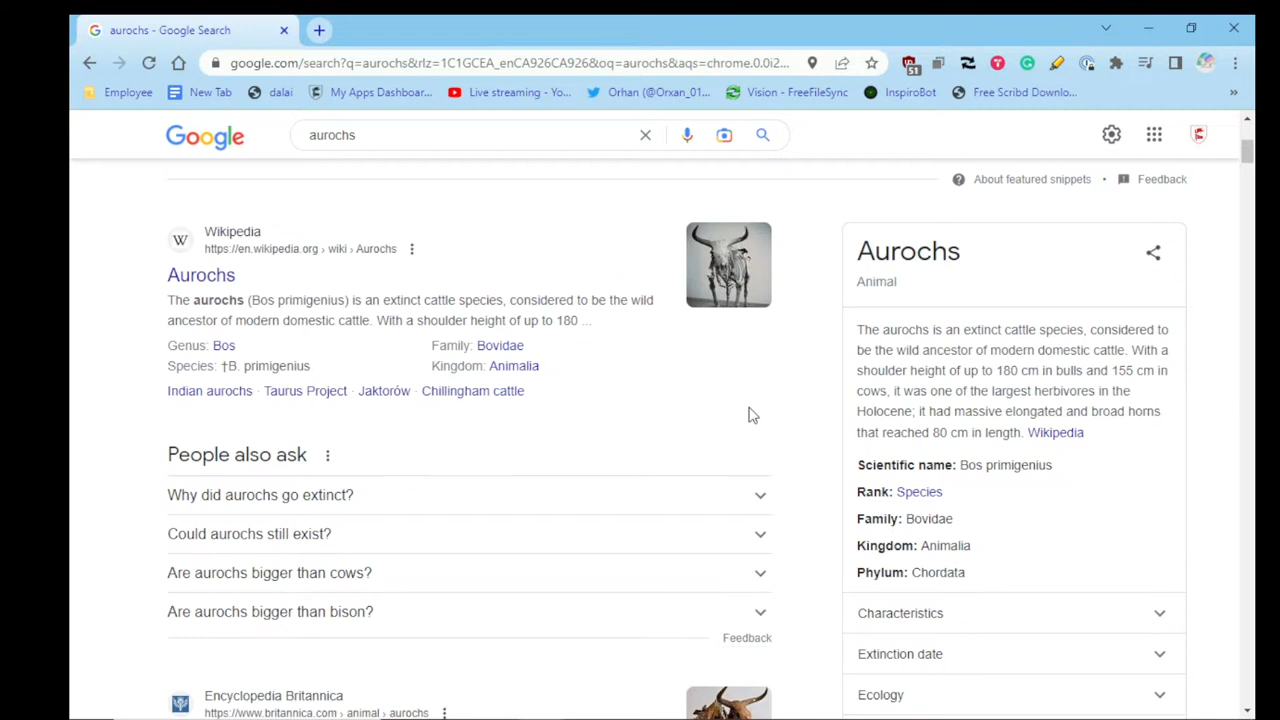 aurochs - Google Search
google.com/search?q=aurochs&rlz=1C1GCEA_enCA926CA926&oq=aurochs&aqs=chrome.0.0i2...
51
Employee
New Tab
dalai
My Apps Dashboar...
Live streaming - Yo...
Orhan (@Orxan_01...
Vision - FreeFileSync
InspiroBot
Free Scribd Downlo...
»
Google
aurochs
About featured snippets • Feedback
W
Wikipedia
https://en.wikipedia.org › wiki › Aurochs
Aurochs
The aurochs (Bos primigenius) is an extinct cattle species, considered to be the wild
ancestor of modern domestic cattle. With a shoulder height of up to 180 ...
Genus: Bos
Family: Bovidae
Species: †B. primigenius
Kingdom: Animalia
Indian aurochs · Taurus Project · Jaktorów · Chillingham cattle
People also ask
Why did aurochs go extinct?
Could aurochs still exist?
Are aurochs bigger than cows?
Are aurochs bigger than bison?
Feedback
Encyclopedia Britannica
https://www.britannica.com › animal › aurochs
Aurochs
Animal
The aurochs is an extinct cattle species, considered to
be the wild ancestor of modern domestic cattle. With a
shoulder height of up to 180 cm in bulls and 155 cm in
cows, it was one of the largest herbivores in the
Holocene; it had massive elongated and broad horns
that reached 80 cm in length. Wikipedia
Scientific name: Bos primigenius
Rank: Species
Family: Bovidae
Kingdom: Animalia
Phylum: Chordata
Characteristics
Extinction date
Ecology